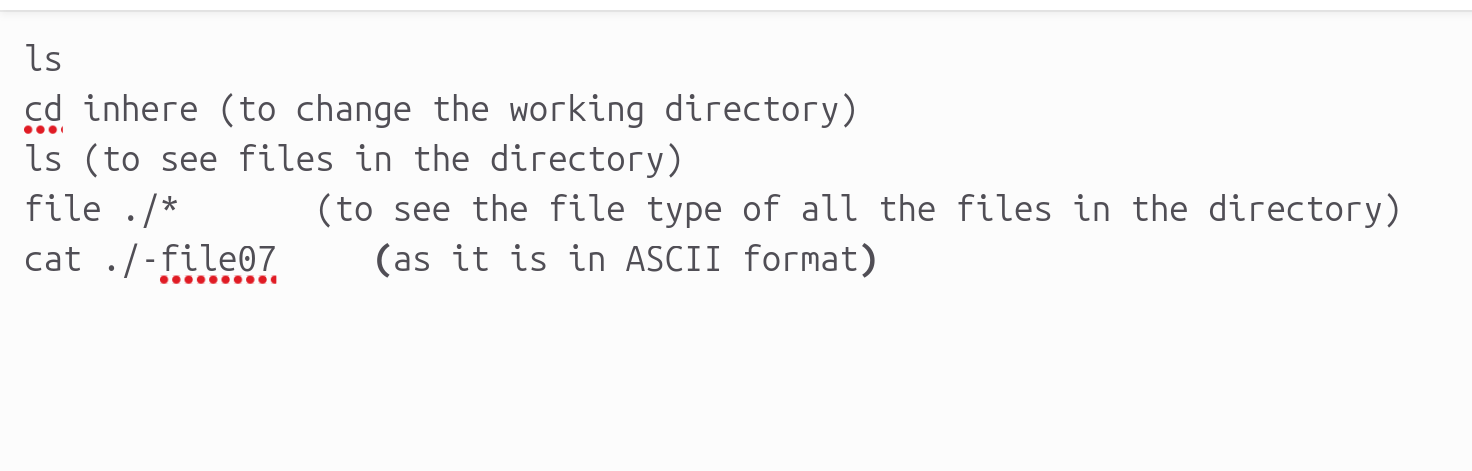 ls
cd inhere (to change the working directory)
ls (to see files in the directory)
file ./*       (to see the file type of all the files in the directory)
cat ./-file07     (as it is in ASCII format)